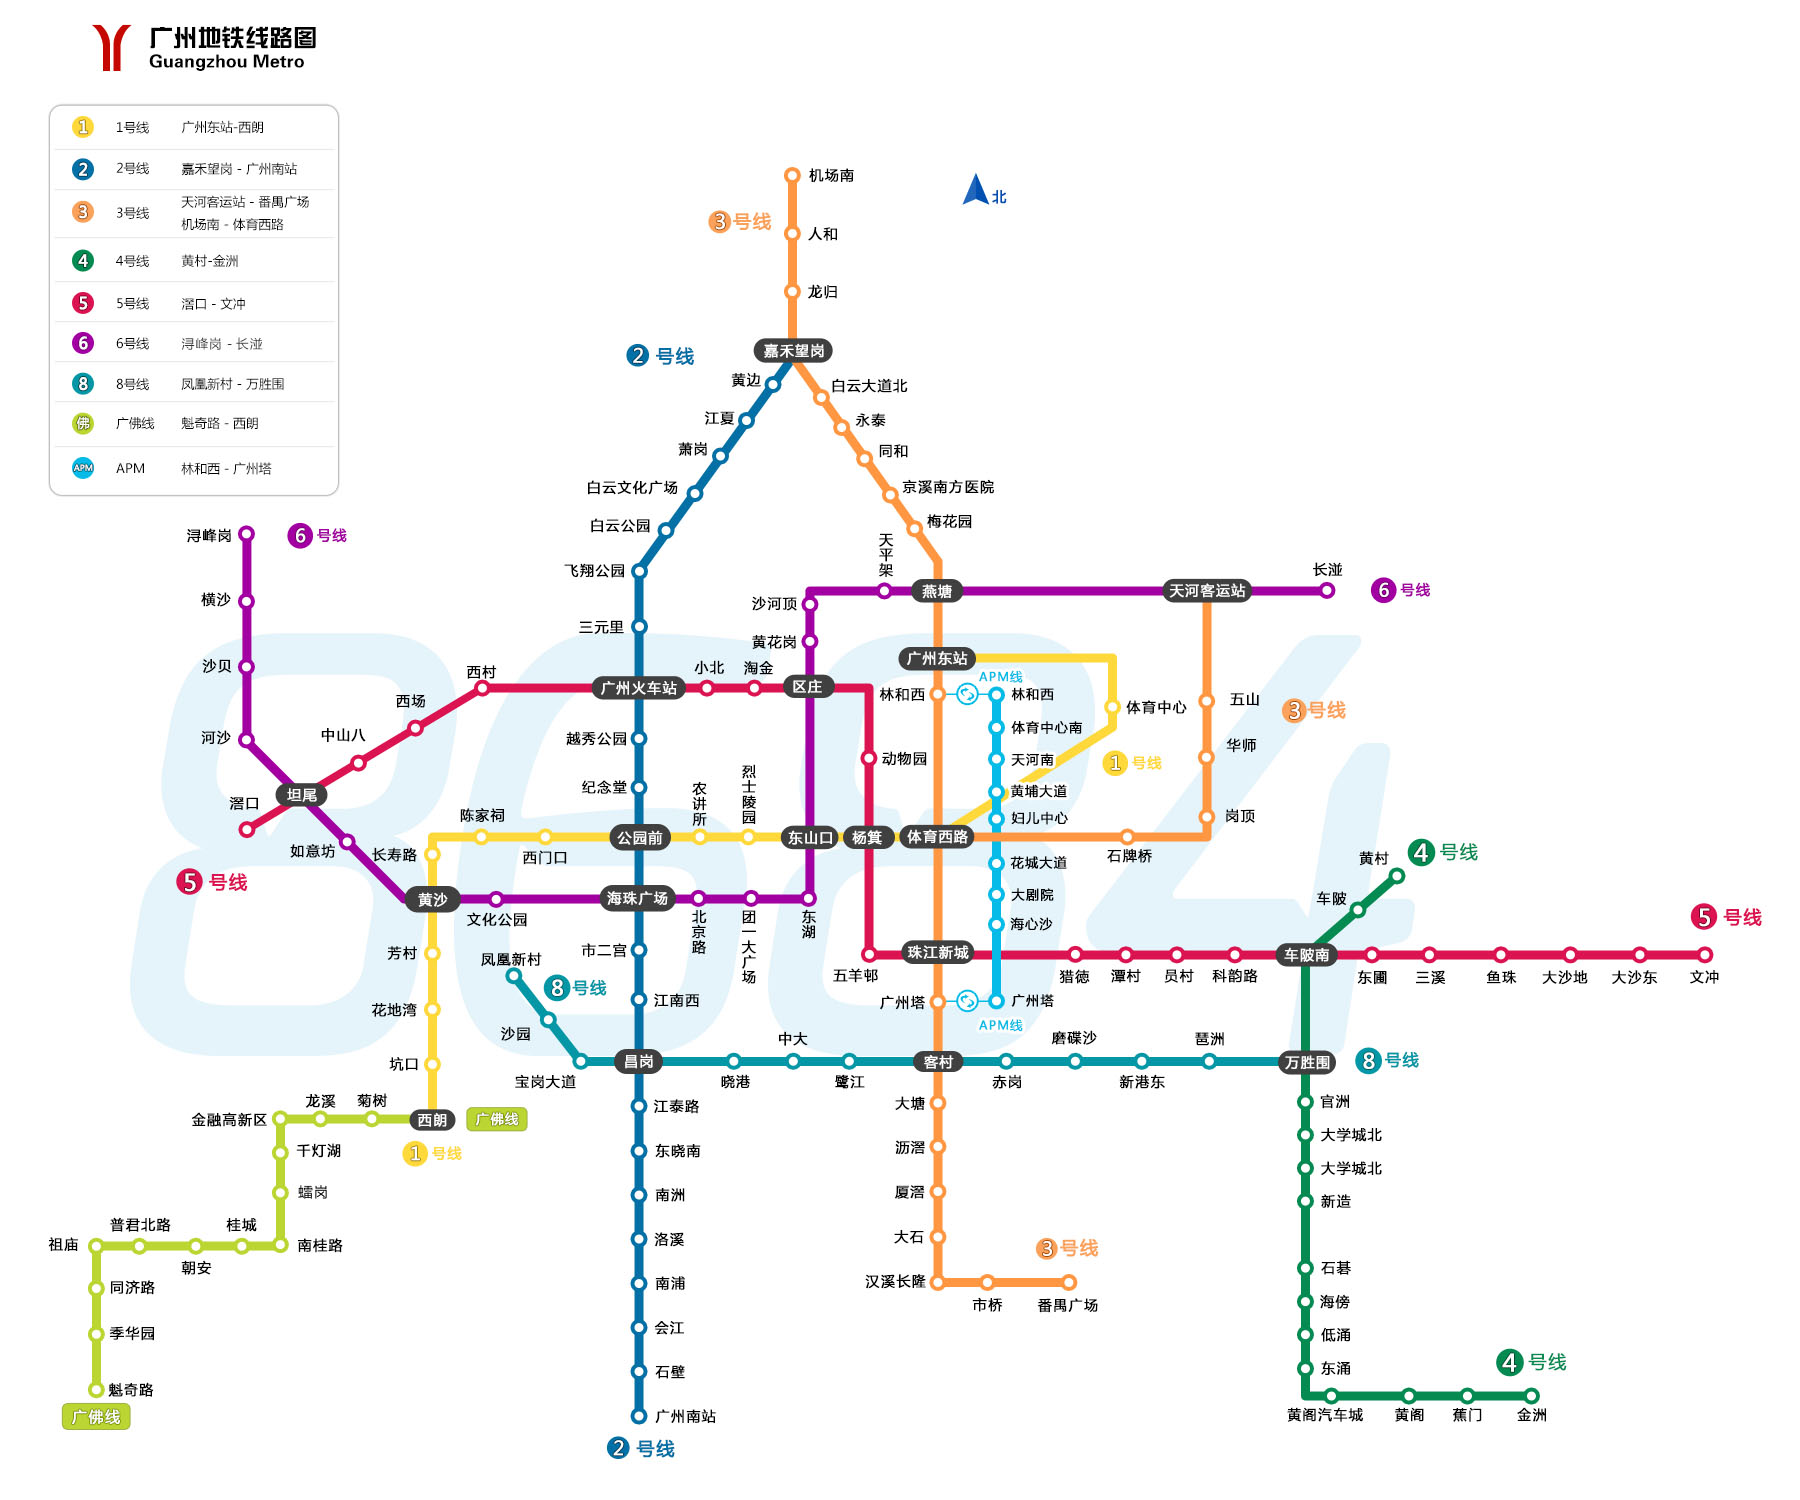 广州地铁线路图
Guangzhou Metro
1 1号线 广州东站-西朗
2 2号线 嘉禾望岗 - 广州南站
3 3号线 天河客运站 - 番禺广场
机场南 - 体育西路
4 4号线 黄村-金洲
5 5号线 滘口 - 文冲
6 6号线 浔峰岗 - 长湴
8 8号线 凤凰新村 - 万胜围
佛 广佛线 魁奇路 - 西朗
APM APM 林和西 - 广州塔
北
机场南
3号线
人和
龙归
嘉禾望岗
2 号线
黄边
白云大道北
江夏
永泰
萧岗
同和
白云文化广场
京溪南方医院
白云公园
梅花园
浔峰岗
6号线
天平架
飞翔公园
燕塘
天河客运站
长湴
6号线
横沙
沙河顶
三元里
黄花岗
沙贝
西村
小北
淘金
广州东站
APM线
广州火车站
区庄
林和西
林和西
西场
五山
3号线
体育中心
体育中心南
河沙
中山八
越秀公园
动物园
天河南
华师
1号线
烈士陵园
农讲所
纪念堂
黄埔大道
坦尾
滘口
陈家祠
岗顶
妇儿中心
公园前
东山口
杨箕
体育西路
如意坊
长寿路
西门口
石牌桥
花城大道
黄村
4号线
5号线
黄沙
海珠广场
大剧院
车陂
文化公园
北京路
团一大广场
东湖
海心沙
5号线
芳村
市二宫
珠江新城
车陂南
凤凰新村
五羊邨
猎德
潭村
员村
科韵路
东圃
三溪
鱼珠
大沙地
大沙东
文冲
8号线
花地湾
江南西
广州塔
广州塔
APM线
沙园
中大
磨碟沙
琶洲
坑口
昌岗
客村
万胜围
8号线
宝岗大道
晓港
鹭江
赤岗
新港东
金融高新区
龙溪
菊树
西朗
广佛线
江泰路
大塘
官洲
1号线
千灯湖
东晓南
沥滘
大学城北
大学城北
蠕岗
南洲
厦滘
新造
祖庙
普君北路
桂城
南桂路
朝安
洛溪
大石
3号线
同济路
南浦
汉溪长隆
市桥
番禺广场
石碁
海傍
季华园
会江
低涌
魁奇路
石壁
东涌
4号线
广佛线
广州南站
黄阁汽车城
黄阁
蕉门
金洲
2 号线
8684